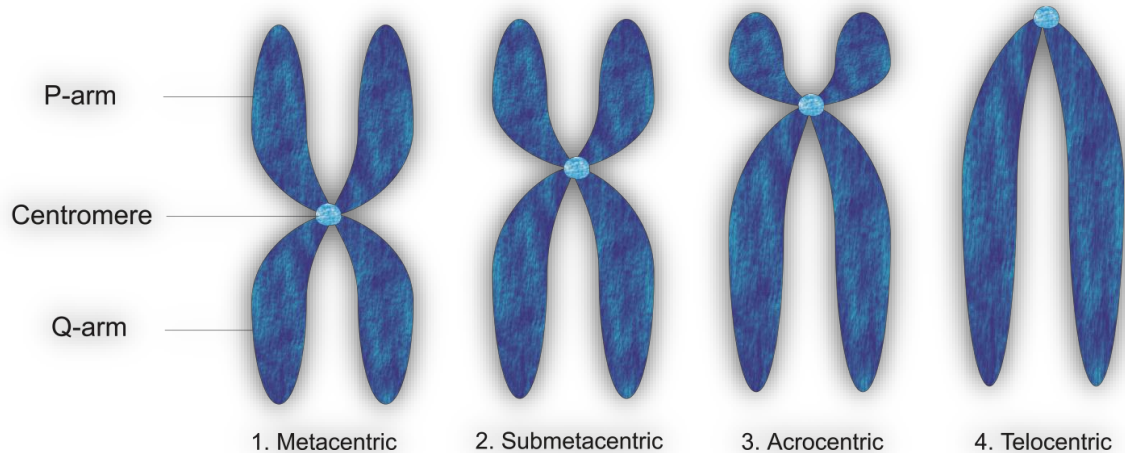 P-arm
Centromere
Q-arm
1. Metacentric
2. Submetacentric
3. Acrocentric
4. Telocentric